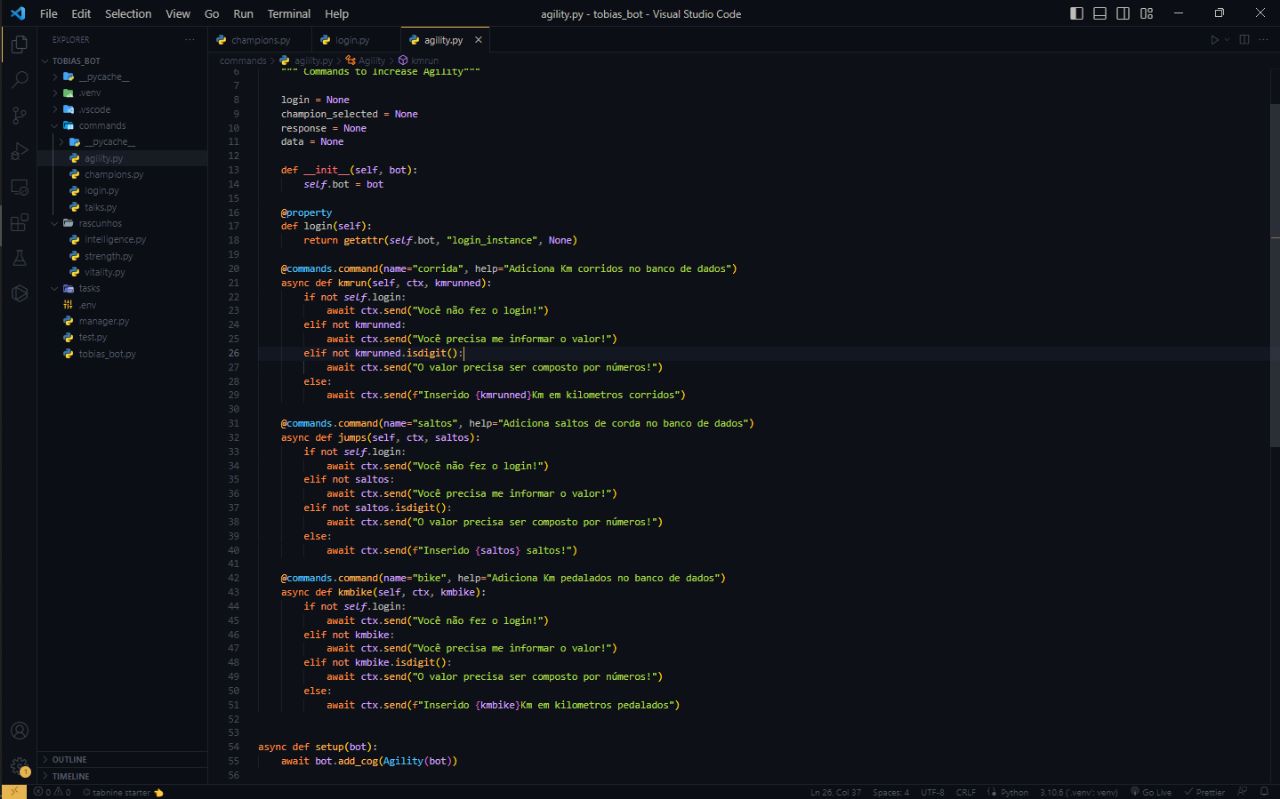 File Edit Selection View Go Run Terminal Help
agility.py - tobias_bot - Visual Studio Code
EXPLORER
champions.py
login.py
agility.py
TOBIAS_BOT
__pycache__
.venv
.vscode
commands
__pycache__
agility.py
champions.py
login.py
talks.py
rascunhos
intelligence.py
strength.py
vitality.py
tasks
.env
manager.py
test.py
tobias_bot.py
OUTLINE
TIMELINE
commands > agility.py > Agility > kmrun
6 """ Commands to Increase Agility"""
7
8 login = None
9 champion_selected = None
10 response = None
11 data = None
12
13 def __init__(self, bot):
14 self.bot = bot
15
16 @property
17 def login(self):
18 return getattr(self.bot, "login_instance", None)
19
20 @commands.command(name="corrida", help="Adiciona Km corridos no banco de dados")
21 async def kmrun(self, ctx, kmrunned):
22 if not self.login:
23 await ctx.send("Você não fez o login!")
24 elif not kmrunned:
25 await ctx.send("Você precisa me informar o valor!")
26 elif not kmrunned.isdigit():
27 await ctx.send("O valor precisa ser composto por números!")
28 else:
29 await ctx.send(f"Inserido {kmrunned}Km em kilometros corridos")
30
31 @commands.command(name="saltos", help="Adiciona saltos de corda no banco de dados")
32 async def jumps(self, ctx, saltos):
33 if not self.login:
34 await ctx.send("Você não fez o login!")
35 elif not saltos:
36 await ctx.send("Você precisa me informar o valor!")
37 elif not saltos.isdigit():
38 await ctx.send("O valor precisa ser composto por números!")
39 else:
40 await ctx.send(f"Inserido {saltos} saltos!")
41
42 @commands.command(name="bike", help="Adiciona Km pedalados no banco de dados")
43 async def kmbike(self, ctx, kmbike):
44 if not self.login:
45 await ctx.send("Você não fez o login!")
46 elif not kmbike:
47 await ctx.send("Você precisa me informar o valor!")
48 elif not kmbike.isdigit():
49 await ctx.send("O valor precisa ser composto por números!")
50 else:
51 await ctx.send(f"Inserido {kmbike}Km em kilometros pedalados")
52
53
54 async def setup(bot):
55 await bot.add_cog(Agility(bot))
56
1
0 0 tabnine starter Ln 26, Col 37 Spaces: 4 UTF-8 CRLF Python 3.10.6 ('.venv': venv) Go Live Prettier